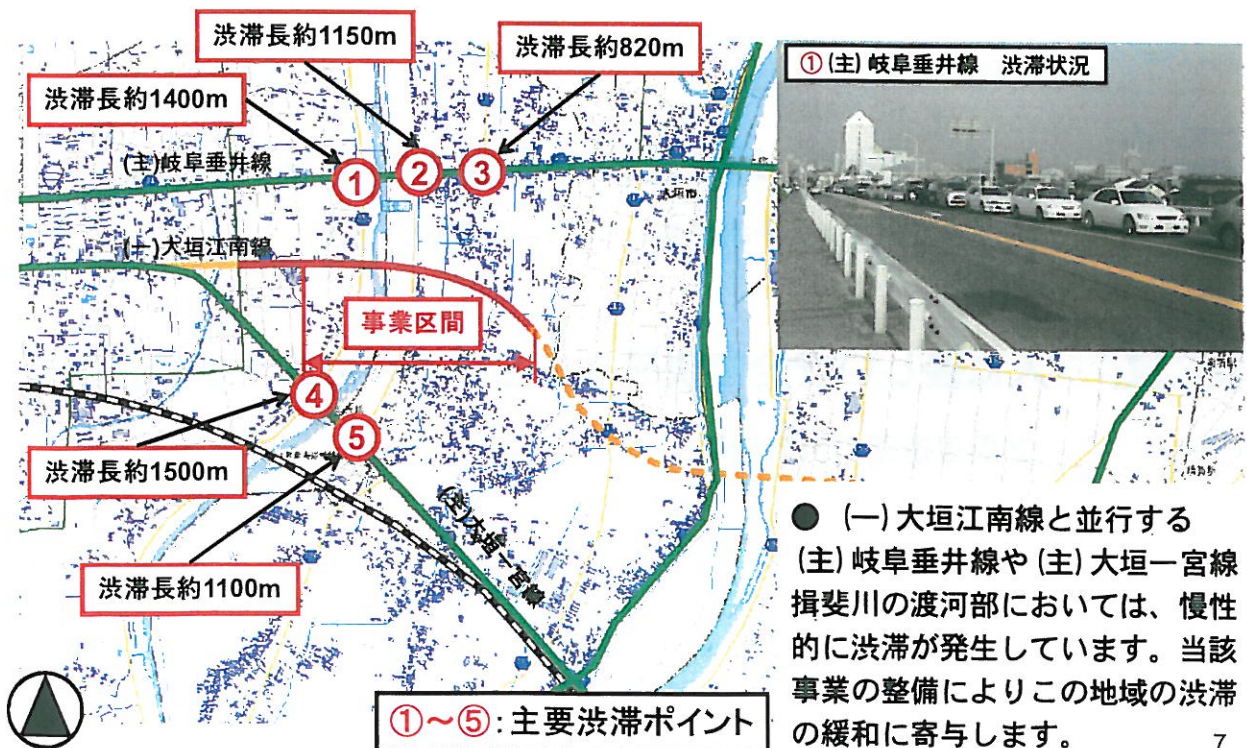 渋滞長約1150m
渋滞長約820m
渋滞長約1400m
① (主) 岐阜垂井線 渋滞状況
(主)岐阜垂井線
①
②
③
大垣市
(一)大垣江南線
事業区間
④
⑤
渋滞長約1500m
(主)大垣一宮線
渋滞長約1100m
①~⑤:主要渋滞ポイント
● (一)大垣江南線と並行する
(主)岐阜垂井線や(主)大垣一宮線
揖斐川の渡河部においては、慢性
的に渋滞が発生しています。当該
事業の整備によりこの地域の渋滞
の緩和に寄与します。
7